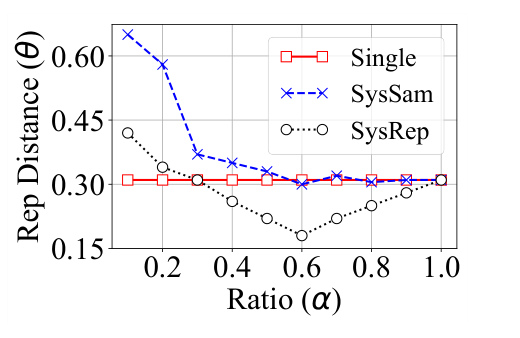 Rep Distance (θ)
0.60
0.45
0.30
0.15
Single
SysSam
SysRep
0.2 0.4 0.6 0.8 1.0
Ratio (α)